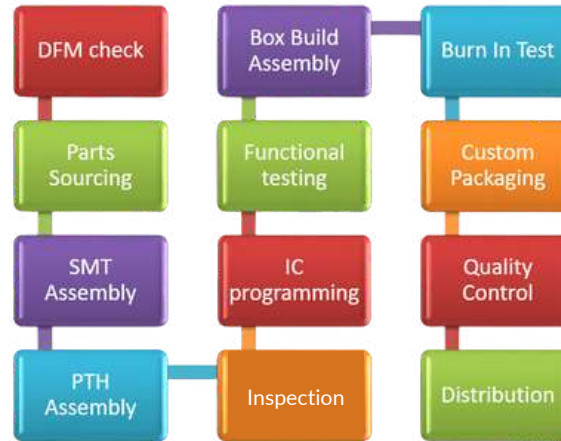 DFM check
Parts
Sourcing
SMT
Assembly
PTH
Assembly
Inspection
IC
programming
Functional
testing
Box Build
Assembly
Burn In Test
Custom
Packaging
Quality
Control
Distribution